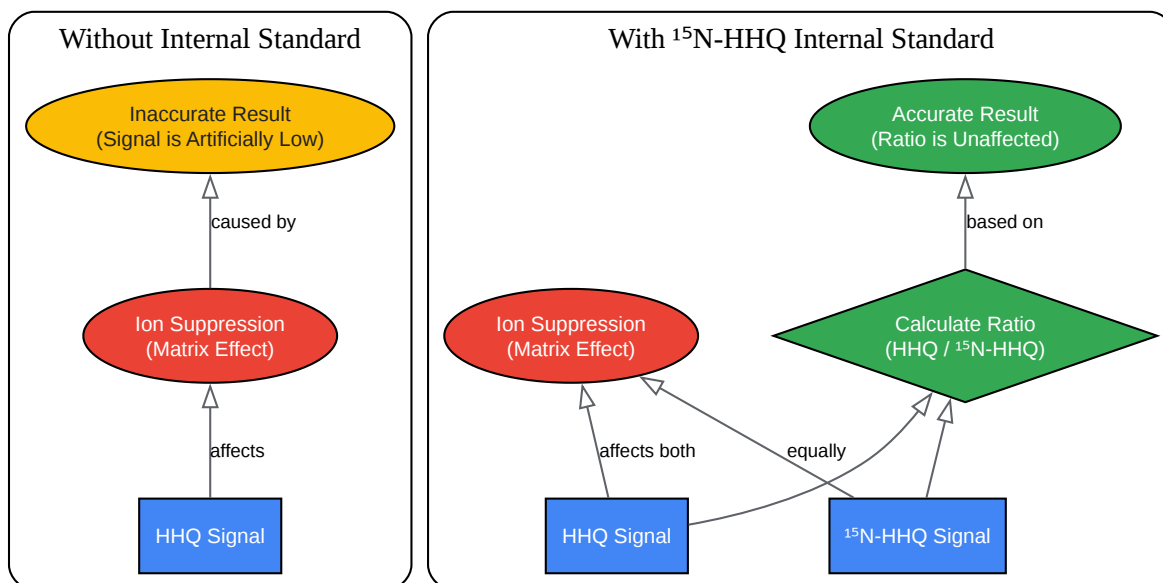 Without Internal Standard
Inaccurate Result
(Signal is Artificially Low)
caused by
Ion Suppression
(Matrix Effect)
affects
HHQ Signal
With ¹⁵N-HHQ Internal Standard
Accurate Result
(Ratio is Unaffected)
based on
Ion Suppression
(Matrix Effect)
Calculate Ratio
(HHQ / ¹⁵N-HHQ)
affects both
equally
HHQ Signal
¹⁵N-HHQ Signal